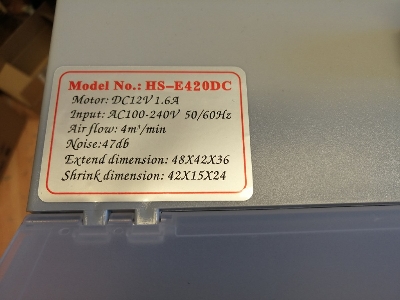 Model No.: HS-E420DC
Motor: DC12V 1.6A
Input: AC100-240V 50/60Hz
Air flow: 4m³/min
Noise:47db
Extend dimension: 48X42X36
Shrink dimension: 42X15X24